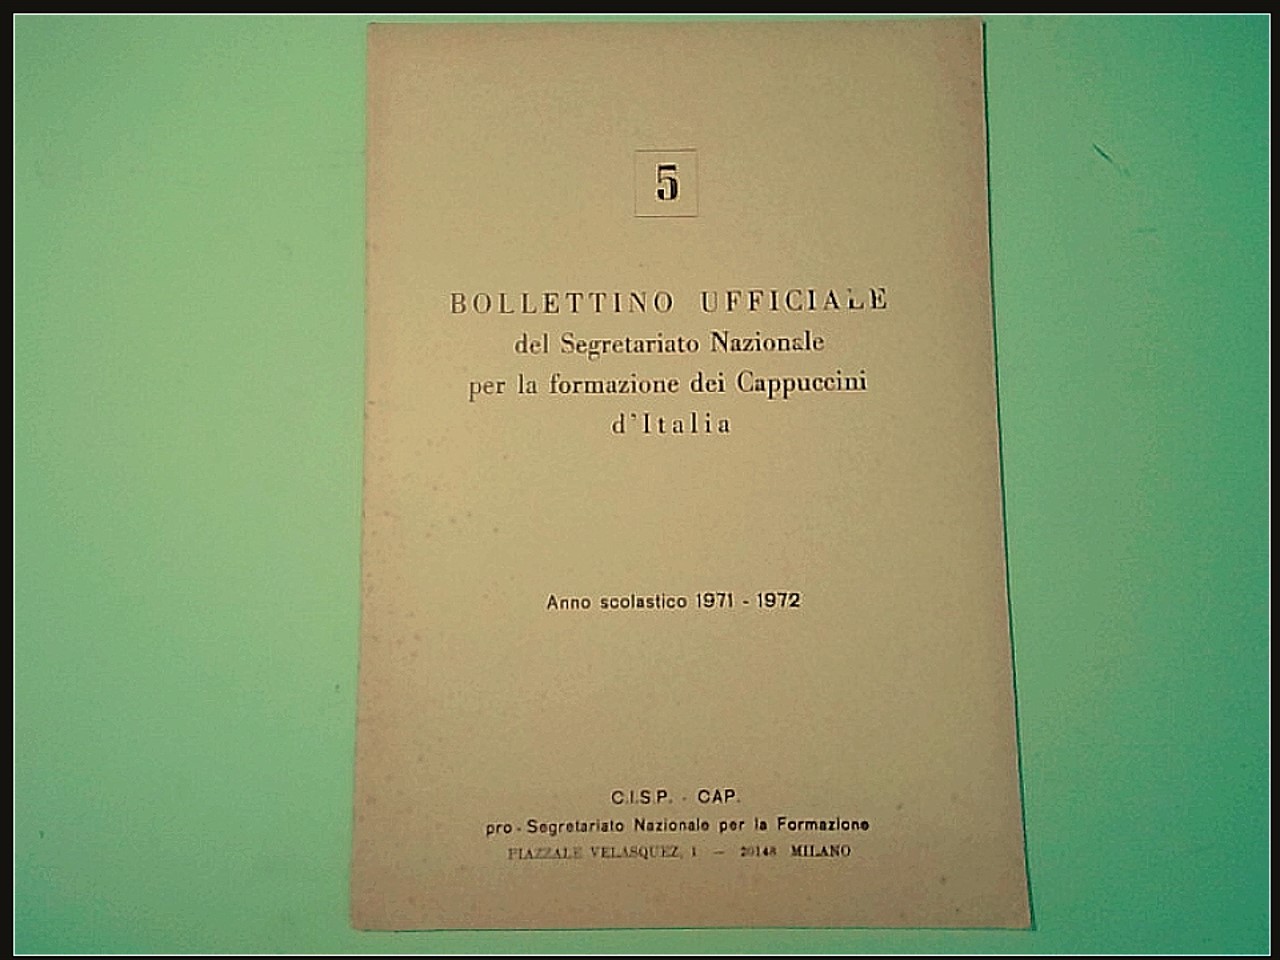 5
BOLLETTINO UFFICIALE
del Segretariato Nazionale
per la formazione dei Cappuccini
d'Italia
Anno scolastico 1971 - 1972
C.I.S.P. - CAP.
pro - Segretariato Nazionale per la Formazione
PIAZZALE VELASQUEZ, 1 — 20148 MILANO